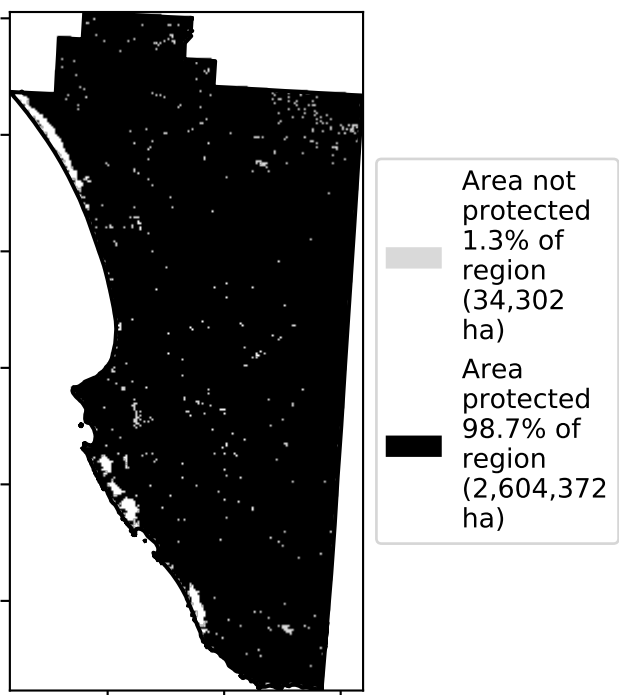 Area not
protected
1.3% of
region
(34,302
ha)
Area
protected
98.7% of
region
(2,604,372
ha)